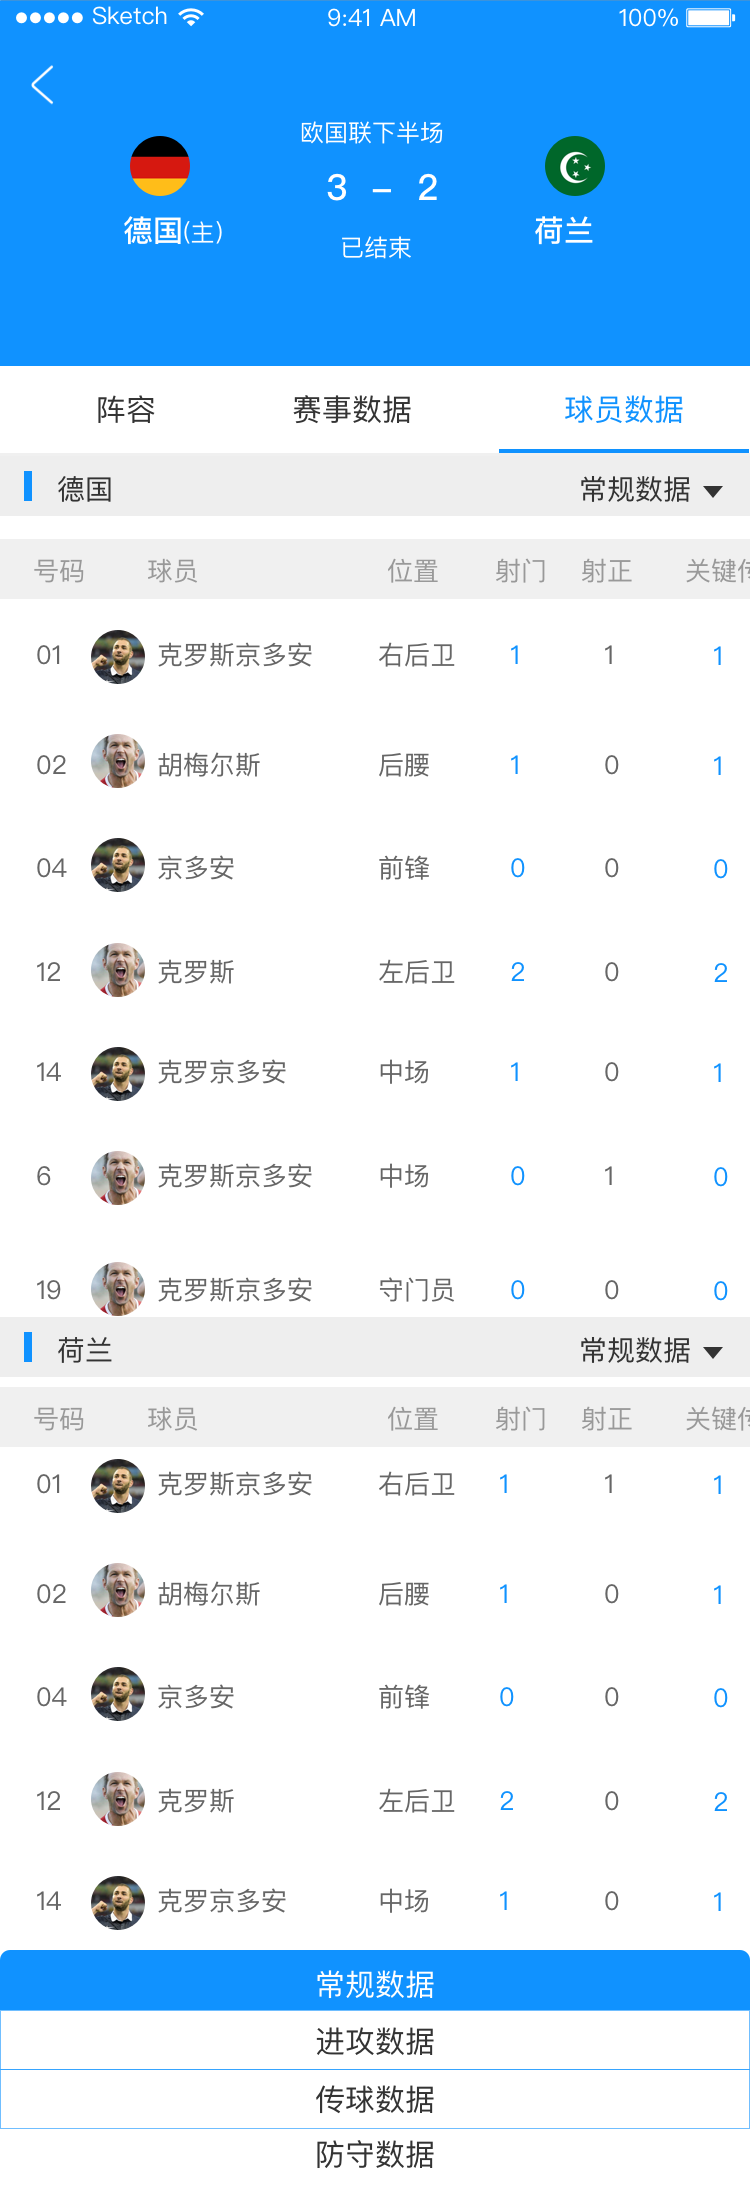 Sketch 9:41 AM 100%
欧国联下半场
3 - 2
德国(主) 荷兰
已结束
阵容 赛事数据 球员数据
德国 常规数据
号码 球员 位置 射门 射正 关键
01 克罗斯京多安 右后卫 1 1 1
02 胡梅尔斯 后腰 1 0 1
04 京多安 前锋 0 0 0
12 克罗斯 左后卫 2 0 2
14 克罗京多安 中场 1 0 1
6 克罗斯京多安 中场 0 1 0
19 克罗斯京多安 守门员 0 0 0
荷兰 常规数据
号码 球员 位置 射门 射正 关键
01 克罗斯京多安 右后卫 1 1 1
02 胡梅尔斯 后腰 1 0 1
04 京多安 前锋 0 0 0
12 克罗斯 左后卫 2 0 2
14 克罗京多安 中场 1 0 1
常规数据
进攻数据
传球数据
防守数据